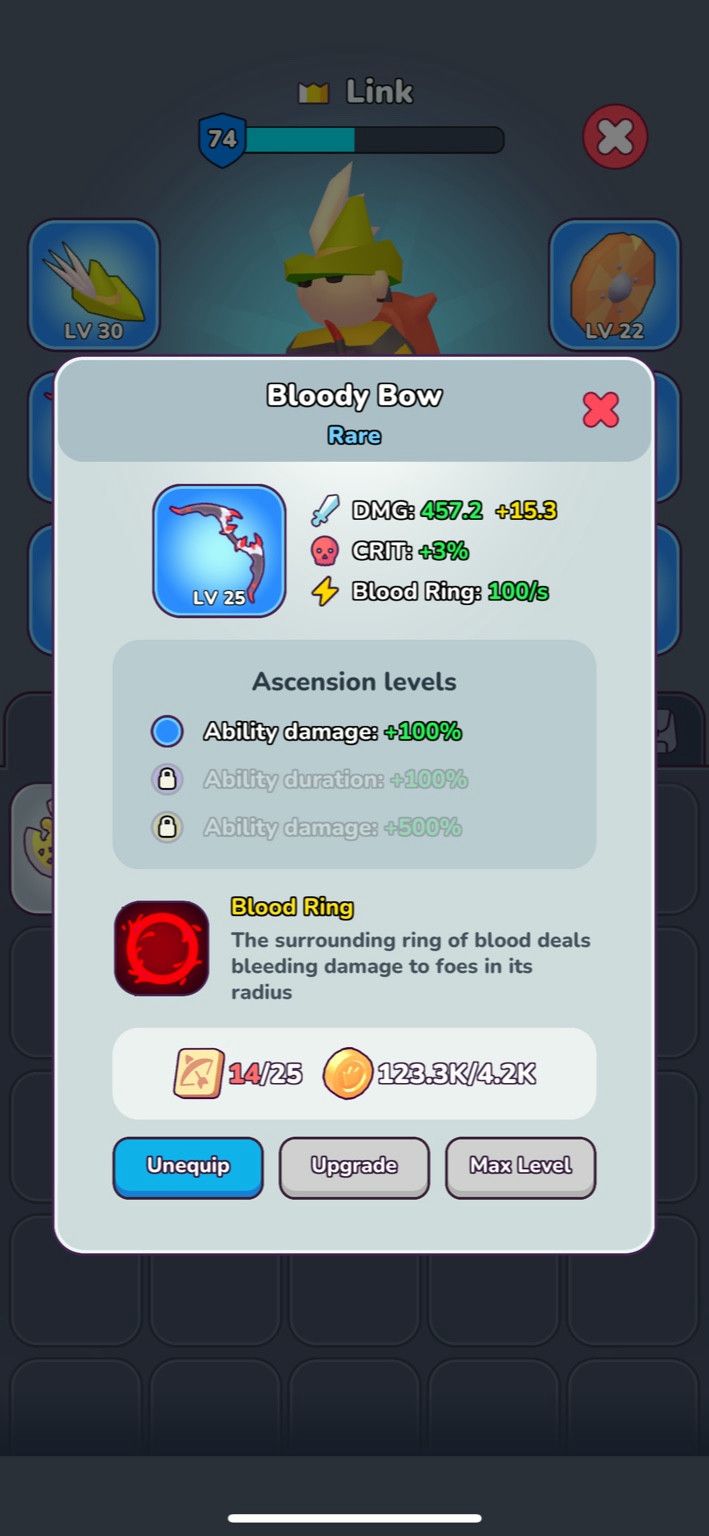 Link
74
LV 30
LV 22
Bloody Bow
Rare
DMG: 457.2 +15.3
CRIT: +3%
Blood Ring: 100/s
LV 25
Ascension levels
Ability damage: +100%
Ability duration: +100%
Ability damage: +500%
Blood Ring
The surrounding ring of blood deals
bleeding damage to foes in its
radius
14/25
123.3K/4.2K
Unequip
Upgrade
Max Level